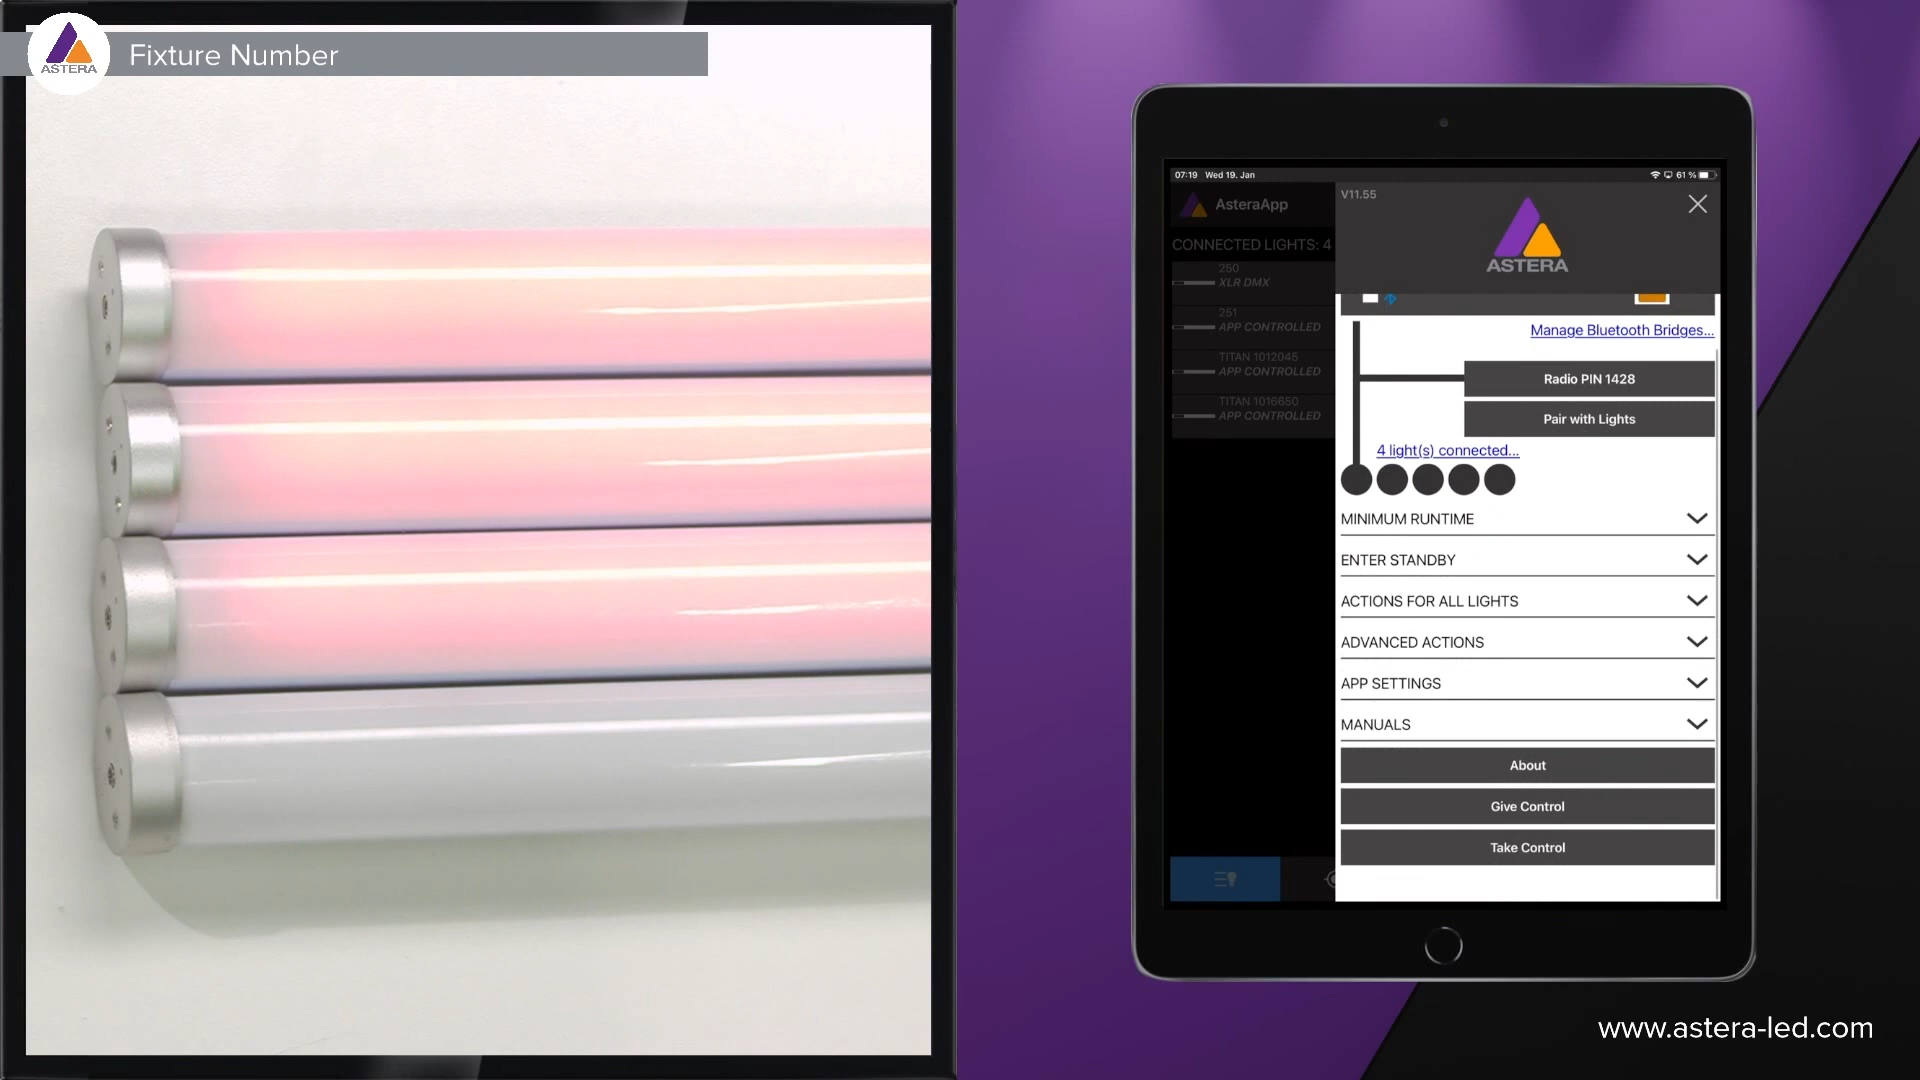 ASTERA
Fixture Number
07:19 Wed 19. Jan
61 %
AsteraApp
CONNECTED LIGHTS: 4
250
XLR DMX
251
APP CONTROLLED
TITAN 1012045
APP CONTROLLED
TITAN 1016650
APP CONTROLLED
V11.55
ASTERA
Manage Bluetooth Bridges...
Radio PIN 1428
Pair with Lights
4 light(s) connected...
MINIMUM RUNTIME
ENTER STANDBY
ACTIONS FOR ALL LIGHTS
ADVANCED ACTIONS
APP SETTINGS
MANUALS
About
Give Control
Take Control
www.astera-led.com